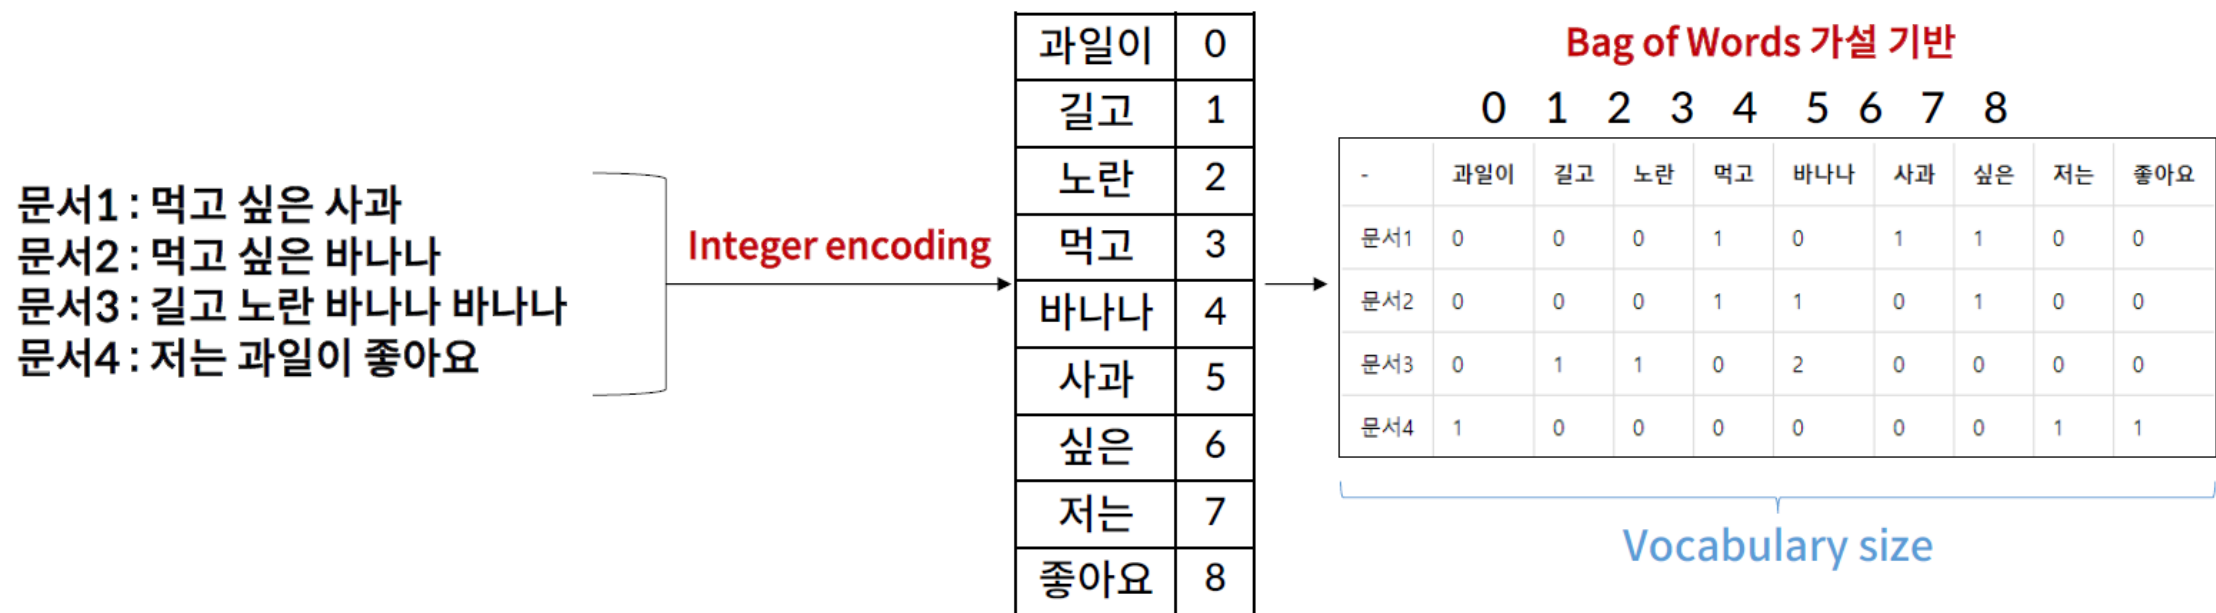 문서1 : 먹고 싶은 사과
문서2 : 먹고 싶은 바나나
문서3 : 길고 노란 바나나 바나나
문서4 : 저는 과일이 좋아요
Integer encoding
과일이 0
길고 1
노란 2
먹고 3
바나나 4
사과 5
싶은 6
저는 7
좋아요 8
Bag of Words 가설 기반
0 1 2 3 4 5 6 7 8
- 과일이 길고 노란 먹고 바나나 사과 싶은 저는 좋아요
문서1 0 0 0 1 0 1 1 0 0
문서2 0 0 0 1 1 0 1 0 0
문서3 0 1 1 0 2 0 0 0 0
문서4 1 0 0 0 0 0 0 1 1
Vocabulary size